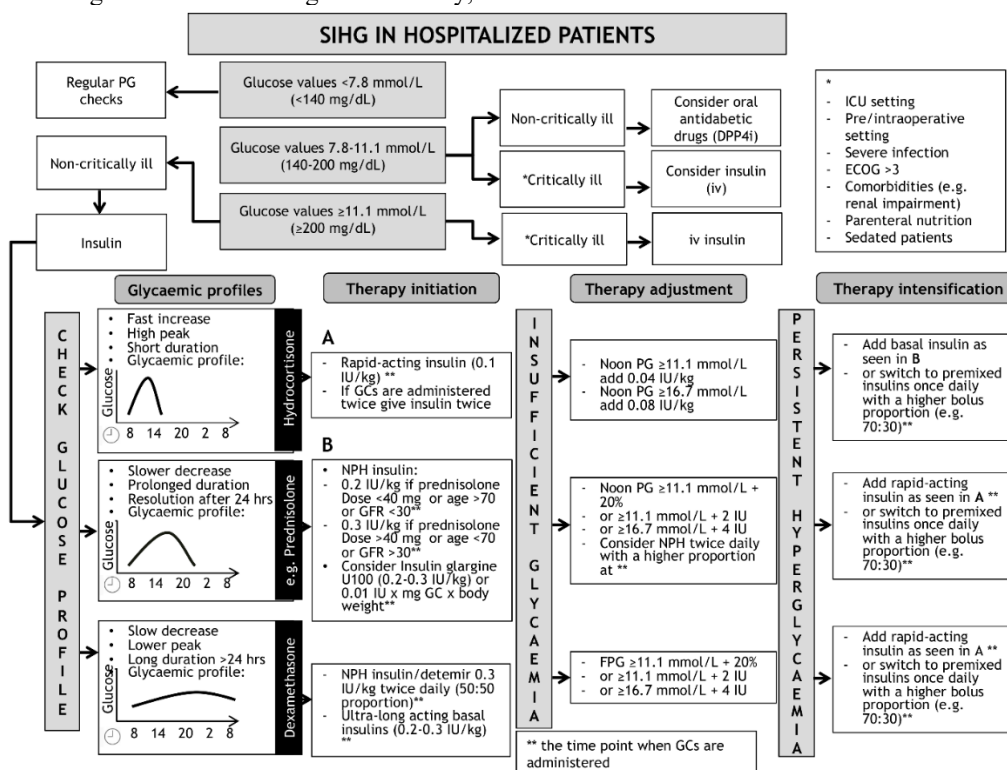 SIHG IN HOSPITALIZED PATIENTS
Regular PG
checks
Glucose values <7.8 mmol/L
(<140 mg/dL)
Non-critically ill
Glucose values 7.8-11.1 mmol/L
(140-200 mg/dL)
Glucose values ≥11.1 mmol/L
(≥200 mg/dL)
Insulin
Non-critically ill
Consider oral
antidabetic
drugs (DPP4i)
*Critically ill
Consider insulin
(iv)
*Critically ill
iv insulin
*
- ICU setting
- Pre/intraoperative
setting
- Severe infection
- ECOG >3
- Comorbidities (e.g.
renal impairment)
- Parenteral nutrition
- Sedated patients
Glycaemic profiles
Therapy initiation
Therapy adjustment
Therapy intensification
CHECK GLUCOSE PROFILE
• Fast increase
• High peak
• Short duration
• Glycaemic profile:
Glucose
8 14 20 2 8
Hydrocortisone
A
- Rapid-acting insulin (0.1
IU/kg) **
- If GCs are administered
twice give insulin twice
INSUFFICIENT GLYCAEMIA
- Noon PG ≥11.1 mmol/L
add 0.04 IU/kg
- Noon PG ≥16.7 mmol/L
add 0.08 IU/kg
PERSISTENT HYPERGLYCAEMIA
- Add basal insulin as
seen in B
- or switch to premixed
insulins once daily
with a higher bolus
proportion (e.g.
70:30)**
• Slower decrease
• Prolonged duration
• Resolution after 24 hrs
• Glycaemic profile:
Glucose
8 14 20 2 8
e.g. Prednisolone
B
• NPH insulin:
- 0.2 IU/kg if prednisolone
Dose <40 mg or age >70
or GFR <30**
- 0.3 IU/kg if prednisolone
Dose >40 mg or age <70
or GFR >30**
• Consider Insulin glargine
U100 (0.2-0.3 IU/kg) or
0.01 IU x mg GC x body
weight**
- Noon PG ≥11.1 mmol/L +
20%
- or ≥11.1 mmol/L + 2 IU
- or ≥16.7 mmol/L + 4 IU
- Consider NPH twice daily
with a higher proportion
at **
- Add rapid-acting
insulin as seen in A **
- or switch to premixed
insulins once daily
with a higher bolus
proportion (e.g.
70:30)**
• Slow decrease
• Lower peak
• Long duration >24 hrs
• Glycaemic profile:
Glucose
8 14 20 2 8
Dexamethasone
- NPH insulin/detemir 0.3
IU/kg twice daily (50:50
proportion)**
- Ultra-long acting basal
insulins (0.2-0.3 IU/kg)
**
- FPG ≥11.1 mmol/L + 20%
- or ≥11.1 mmol/L + 2 IU
- or ≥16.7 mmol/L + 4 IU
- Add rapid-acting
insulin as seen in A **
- or switch to premixed
insulins once daily
with a higher bolus
proportion (e.g.
70:30)**
** the time point when GCs are
administered